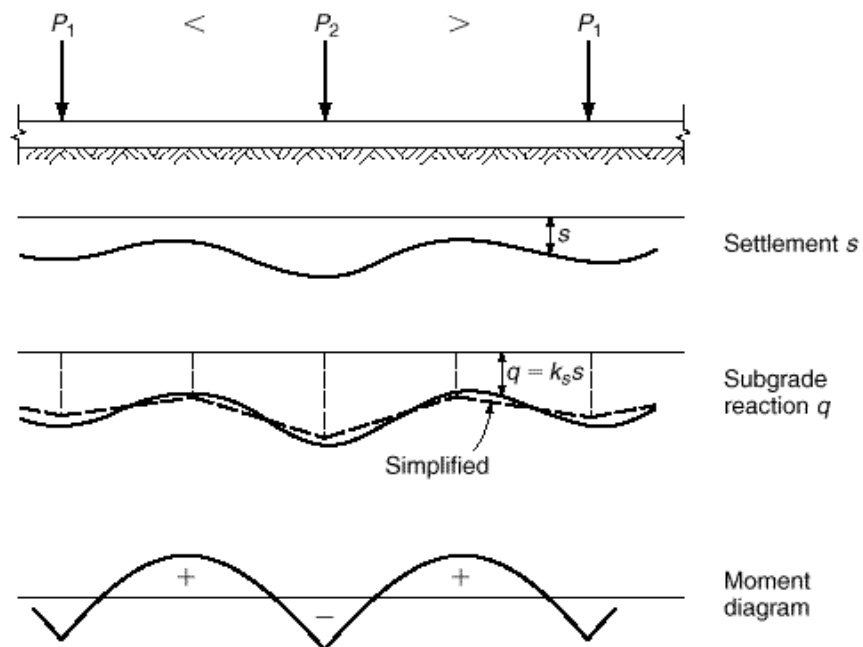 P₁ < P₂ > P₁
s
Settlement s
q = kₛs
Subgrade
reaction q
Simplified
+ − +
Moment
diagram